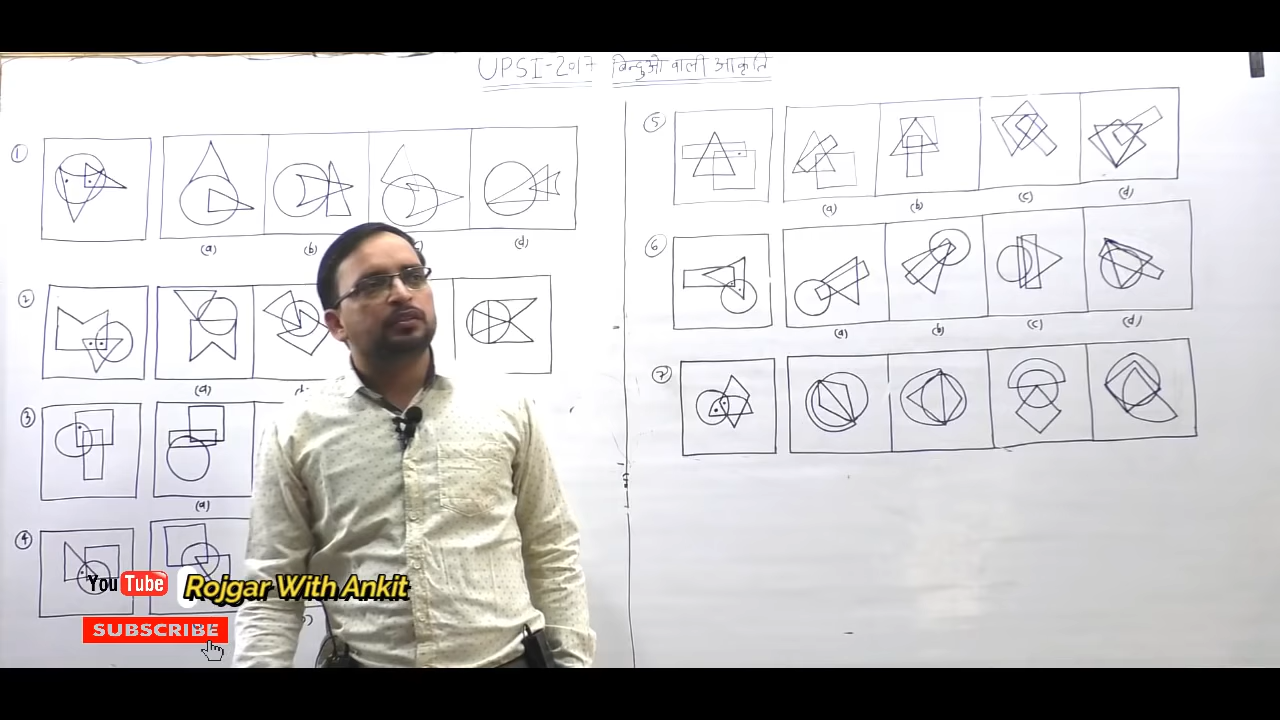 UPSI-2017 बिन्दुओ वाली आकृति
①
(a)
(b)
(d)
②
(a)
③
(a)
④
⑤
(a)
(b)
(c)
(d)
⑥
(a)
(b)
(c)
(d)
⑦
YouTube
Rojgar With Ankit
SUBSCRIBE